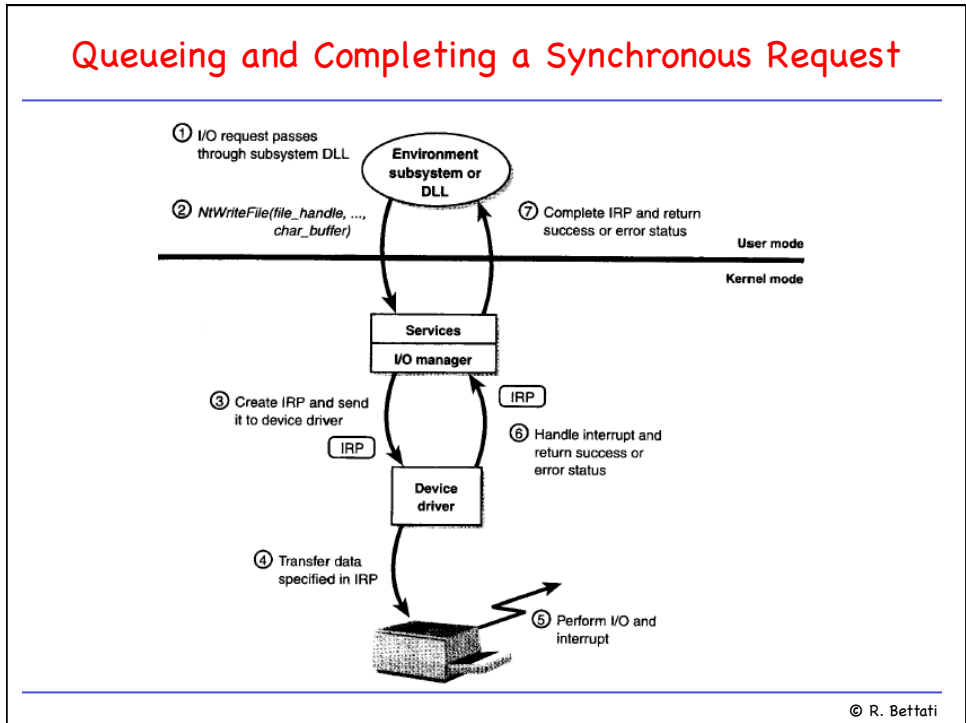 Queueing and Completing a Synchronous Request
① I/O request passes
through subsystem DLL
Environment
subsystem or
DLL
② NtWriteFile(file_handle, ...,
char_buffer)
⑦ Complete IRP and return
success or error status
User mode
Kernel mode
Services
I/O manager
③ Create IRP and send
it to device driver
IRP
IRP
⑥ Handle interrupt and
return success or
error status
Device
driver
④ Transfer data
specified in IRP
⑤ Perform I/O and
interrupt
© R. Bettati